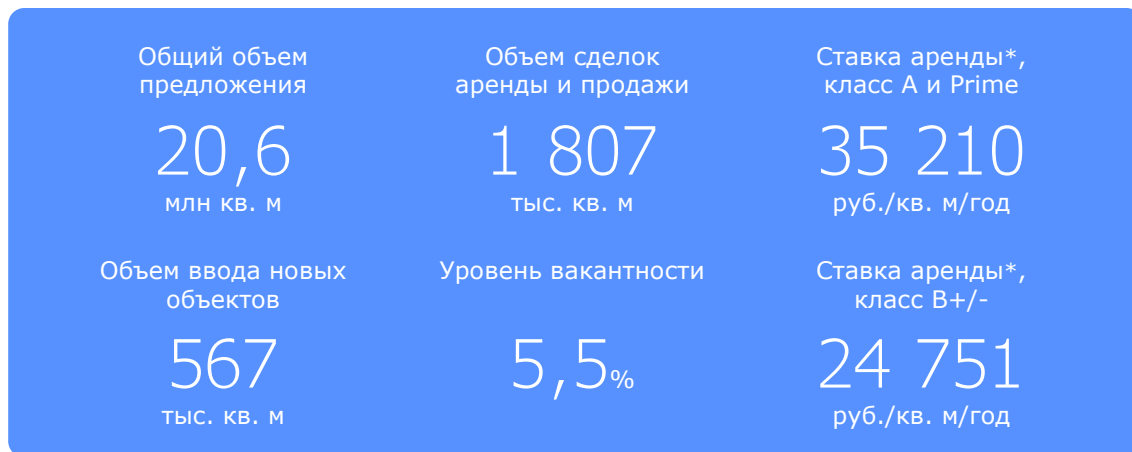 Общий объем
предложения
20,6
млн кв. м
Объем сделок
аренды и продажи
1 807
тыс. кв. м
Ставка аренды*,
класс А и Prime
35 210
руб./кв. м/год
Объем ввода новых
объектов
567
тыс. кв. м
Уровень вакантности
5,5%
Ставка аренды*,
класс В+/-
24 751
руб./кв. м/год